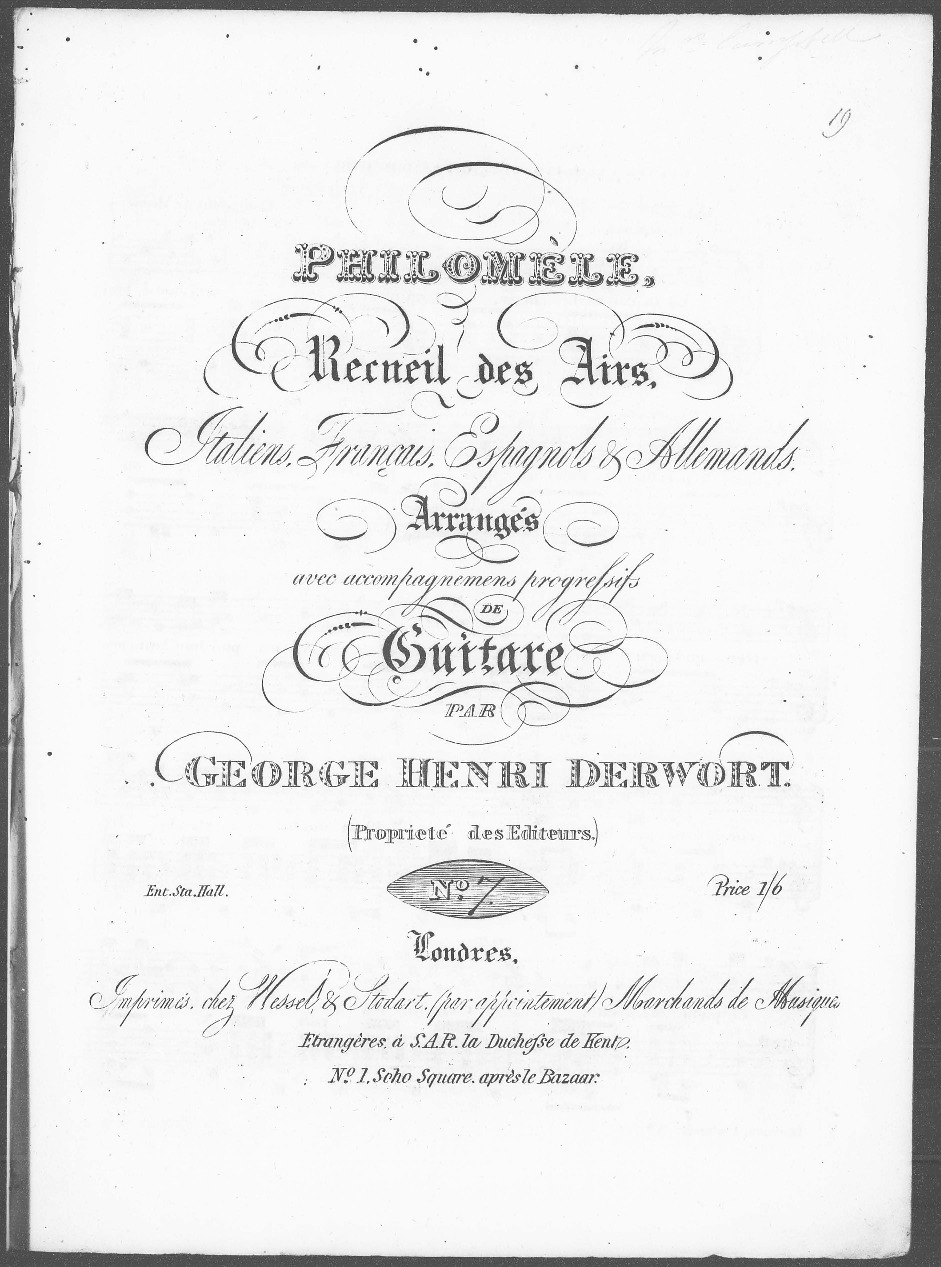 19
PHILOMÈLE,
Recueil des Airs,
Italiens, Français, Espagnols & Allemands,
Arrangés
avec accompagnemens progressifs
DE
Guitare
PAR
GEORGE HENRI DERWORT.
(Proprieté des Editeurs.)
Ent. Sta. Hall. Nº 7 Price 1/6
Londres,
Imprimés, chez Wessel, & Stodart, (par appointement) Marchands de Musique
Etrangères, à S.A.R. la Duchesse de Kent.
Nº 1, Soho Square, après le Bazaar.